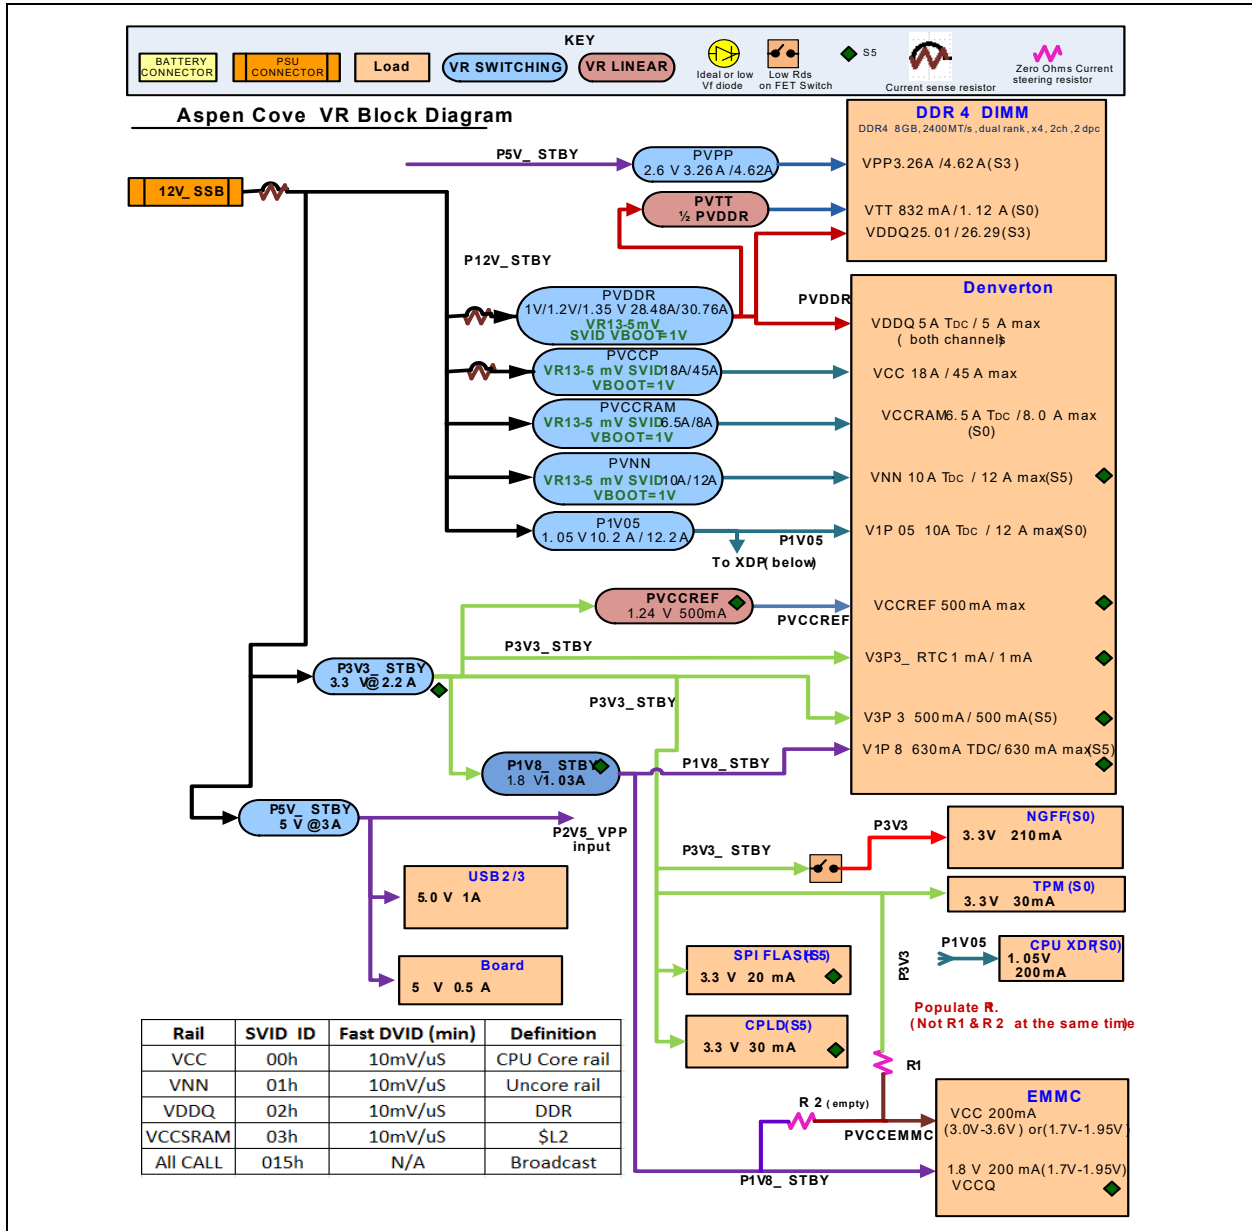 KEY
BATTERY
CONNECTOR
PSU
CONNECTOR
Load
VR SWITCHING
VR LINEAR
Ideal or low
Vf diode
Low Rds
on FET Switch
S5
Current sense resistor
Zero Ohms Current
steering resistor
Aspen Cove VR Block Diagram
DDR 4 DIMM
DDR4 8GB, 2400MT/s, dual rank, x4, 2ch, 2 dpc
P5V_ STBY
PVPP
2.6 V 3.26 A /4.62A
VPP3.26A /4.62A(S3)
12V_SSB
PVTT
½ PVDDR
VTT 832 mA/1. 12 A (S0)
VDDQ25. 01 / 26.29(S3)
P12V_STBY
Denverton
PVDDR
PVDDR
1V/1.2V/1.35 V 28.48A/30.76A
VR13-5mV
SVID VBOOT=1V
VDDQ 5 A TDC / 5 A max
( both channels)
PVCCP
VR13-5 mV SVID18A/45A
VBOOT=1V
VCC 18 A / 45 A max
PVCCRAM
VR13-5 mV SVID6.5A/8A
VBOOT=1V
VCCRAM6. 5 A TDC /8. 0 A max
(S0)
PVNN
VR13-5 mV SVID10A/12A
VBOOT=1V
VNN 10 A TDC / 12 A max(S5)
P1V05
1. 05 V 10.2 A / 12.2 A
P1V05
V1P 05 10A TDC / 12 A max(S0)
To XDP( below)
PVCCREF
1.24 V 500mA
PVCCREF
VCCREF 500 mA max
P3V3_STBY
V3P3_ RTC 1 mA / 1 mA
P3V3_ STBY
3.3 V@ 2.2 A
P3V3_STBY
V3P 3 500 mA / 500 mA(S5)
P1V8_ STBY
1.8 V1. 03A
P1V8_STBY
V1P 8 630mA TDC/ 630 mA max(S5)
P5V_ STBY
5 V @3A
P2V5_VPP
input
P3V3
NGFF(S0)
3. 3V 210mA
P3V3_ STBY
USB 2 /3
5.0 V 1A
TPM (S0)
3. 3 V 30mA
P1V05
CPU XDP(S0)
1. 05V
200mA
SPI FLASH(S5)
3.3 V 20 mA
P3V3
Board
5 V 0.5 A
Populate R1.
(Not R1 & R 2 at the same time)
CPLD(S5)
3.3 V 30 mA
R1
Rail SVID ID Fast DVID (min) Definition
VCC 00h 10mV/uS CPU Core rail
VNN 01h 10mV/uS Uncore rail
VDDQ 02h 10mV/uS DDR
VCCSRAM 03h 10mV/uS $L2
All CALL 015h N/A Broadcast
R 2 (empty)
PVCCEMMC
EMMC
VCC 200mA
(3.0V-3.6V ) or(1.7V-1.95V)
P1V8_ STBY
1.8 V 200 mA(1.7V-1.95V)
VCCQ